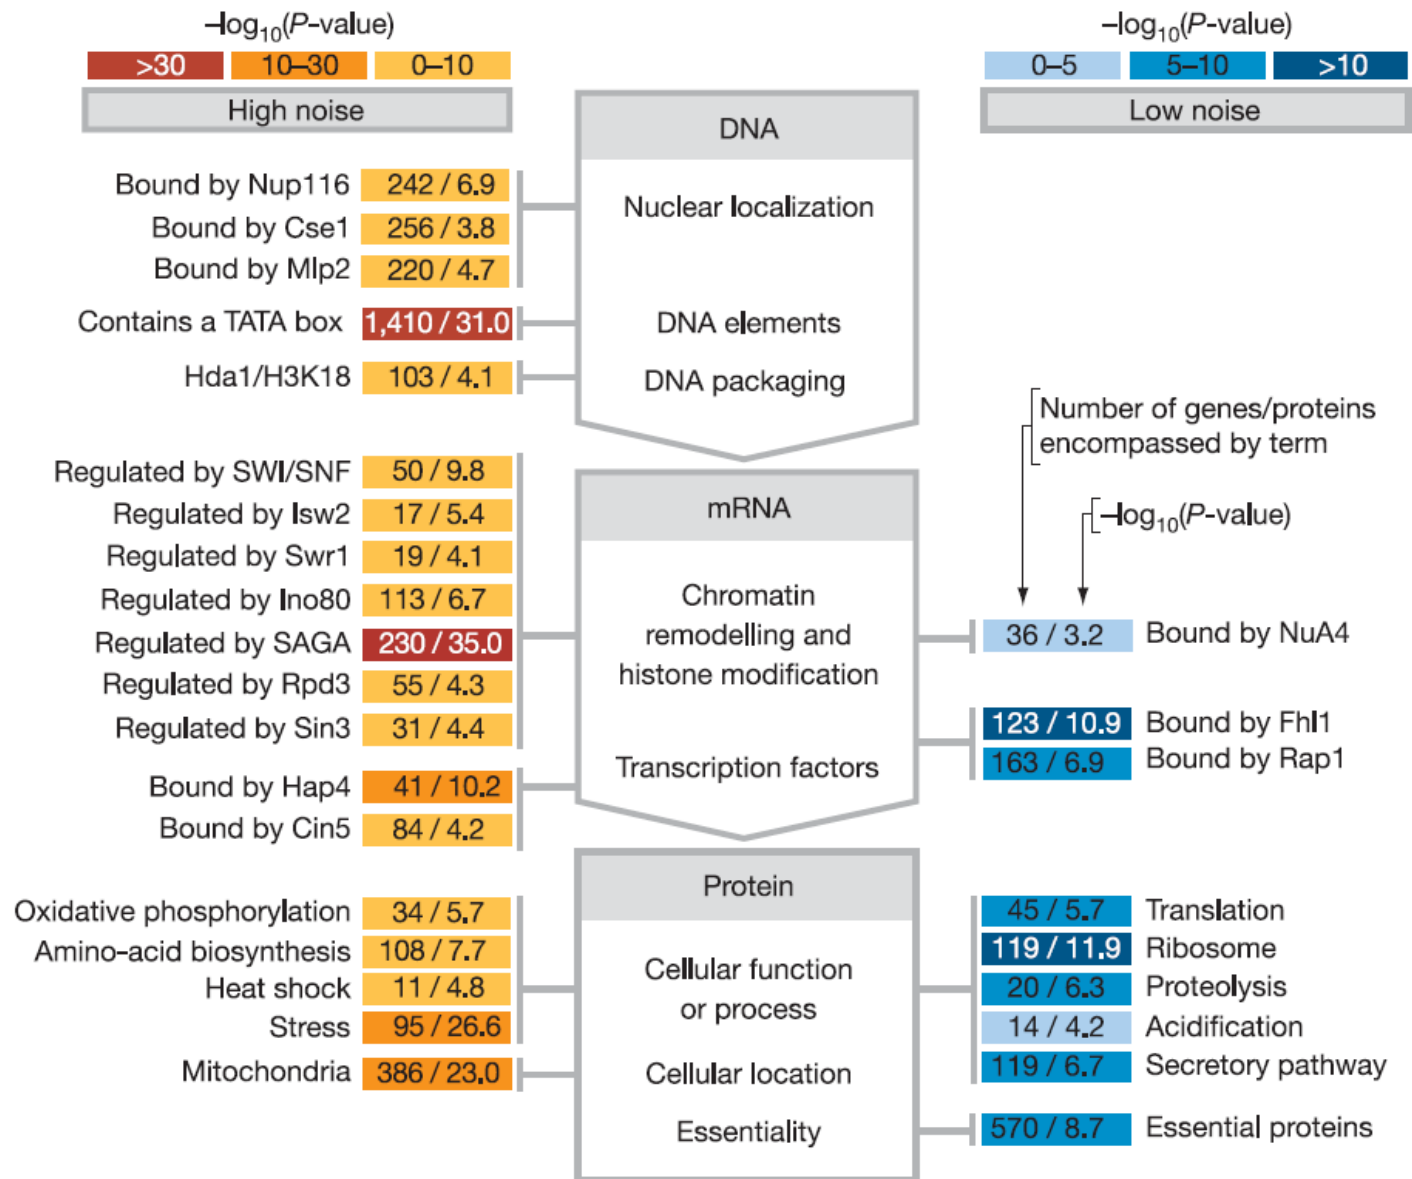 –log10(P-value)
>30 10–30 0–10
High noise
–log10(P-value)
0–5 5–10 >10
Low noise
DNA
Bound by Nup116 242 / 6.9
Bound by Cse1 256 / 3.8
Bound by Mlp2 220 / 4.7
Nuclear localization
Contains a TATA box 1,410 / 31.0
DNA elements
Hda1/H3K18 103 / 4.1
DNA packaging
Number of genes/proteins
encompassed by term
–log10(P-value)
mRNA
Regulated by SWI/SNF 50 / 9.8
Regulated by Isw2 17 / 5.4
Regulated by Swr1 19 / 4.1
Regulated by Ino80 113 / 6.7
Regulated by SAGA 230 / 35.0
Regulated by Rpd3 55 / 4.3
Regulated by Sin3 31 / 4.4
Chromatin
remodelling and
histone modification
36 / 3.2 Bound by NuA4
Bound by Hap4 41 / 10.2
Bound by Cin5 84 / 4.2
Transcription factors
123 / 10.9 Bound by Fhl1
163 / 6.9 Bound by Rap1
Protein
Oxidative phosphorylation 34 / 5.7
Amino-acid biosynthesis 108 / 7.7
Heat shock 11 / 4.8
Stress 95 / 26.6
Cellular function
or process
45 / 5.7 Translation
119 / 11.9 Ribosome
20 / 6.3 Proteolysis
14 / 4.2 Acidification
119 / 6.7 Secretory pathway
Mitochondria 386 / 23.0
Cellular location
Essentiality
570 / 8.7 Essential proteins